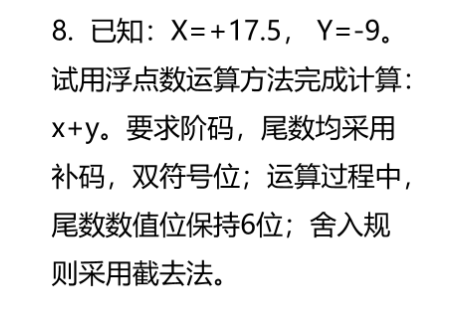 8. 已知：X=+17.5， Y=-9。
试用浮点数运算方法完成计算：
x+y。要求阶码，尾数均采用
补码，双符号位；运算过程中，
尾数数值位保持6位；舍入规
则采用截去法。